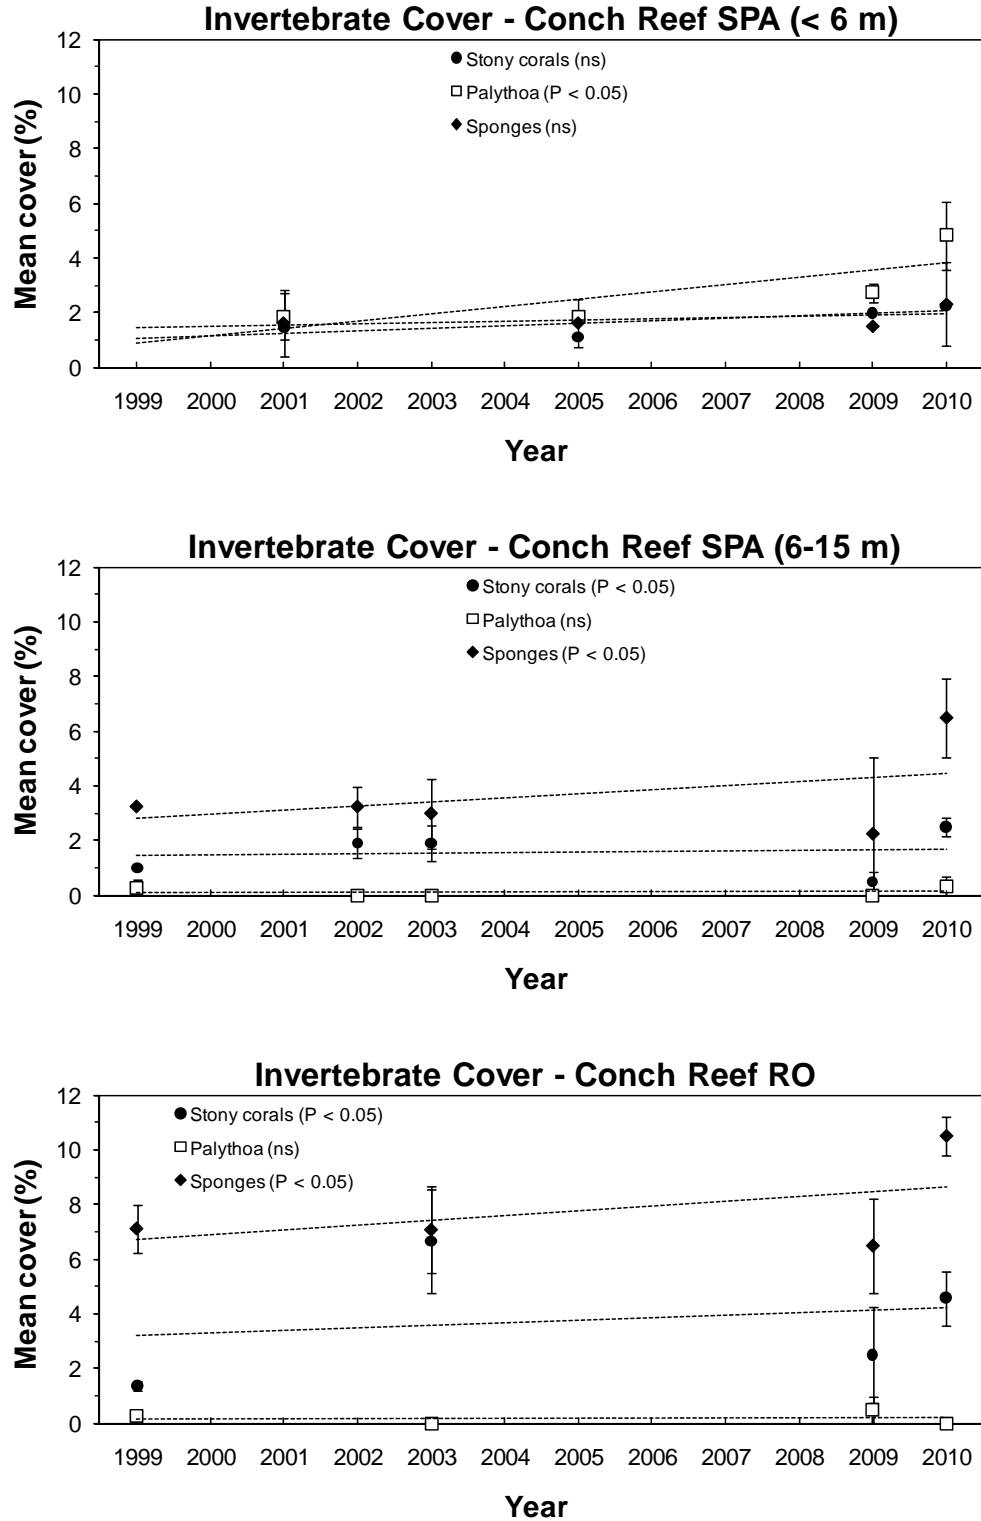 Invertebrate Cover - Conch Reef SPA (< 6 m)
Mean cover (%)
12
10
8
6
4
2
0
Stony corals (ns)
Palythoa (P < 0.05)
Sponges (ns)
1999 2000 2001 2002 2003 2004 2005 2006 2007 2008 2009 2010
Year
Invertebrate Cover - Conch Reef SPA (6-15 m)
Mean cover (%)
12
10
8
6
4
2
0
Stony corals (P < 0.05)
Palythoa (ns)
Sponges (P < 0.05)
1999 2000 2001 2002 2003 2004 2005 2006 2007 2008 2009 2010
Year
Invertebrate Cover - Conch Reef RO
Mean cover (%)
12
10
8
6
4
2
0
Stony corals (P < 0.05)
Palythoa (ns)
Sponges (P < 0.05)
1999 2000 2001 2002 2003 2004 2005 2006 2007 2008 2009 2010
Year